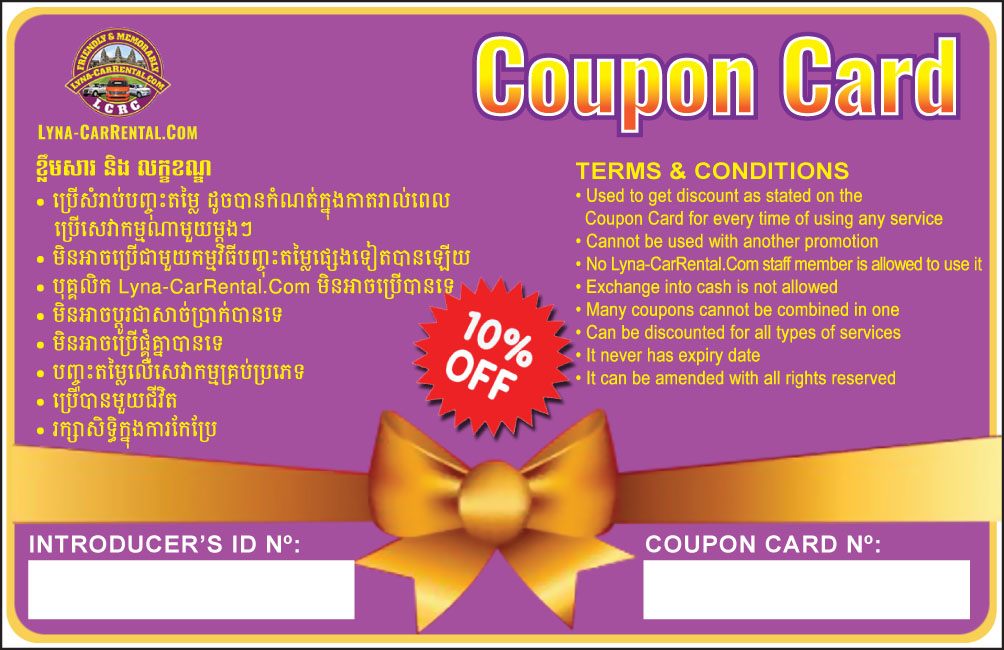 FRIENDLY & MEMORABLY
LYNA-CARRENTAL.COM
LCRC
LYNA-CARRENTAL.COM
Coupon Card
ខ្លឹមសារ និង លក្ខខណ្ឌ
• ប្រើសំរាប់បញ្ចុះតម្លៃ ដូចបានកំណត់ក្នុងកាតរាល់ពេល
ប្រើសេវាកម្មណាមួយម្តងៗ
• មិនអាចប្រើជាមួយកម្មវិធីបញ្ចុះតម្លៃផ្សេងទៀតបានឡើយ
• បុគ្គលិក Lyna-CarRental.Com មិនអាចប្រើបានទេ
• មិនអាចប្តូរជាសាច់ប្រាក់បានទេ
• មិនអាចប្រើផ្គុំគ្នាបានទេ
• បញ្ចុះតម្លៃលើសេវាកម្មគ្រប់ប្រភេទ
• ប្រើបានមួយជីវិត
• រក្សាសិទ្ធិក្នុងការកែប្រែ
TERMS & CONDITIONS
• Used to get discount as stated on the
Coupon Card for every time of using any service
• Cannot be used with another promotion
• No Lyna-CarRental.Com staff member is allowed to use it
• Exchange into cash is not allowed
• Many coupons cannot be combined in one
• Can be discounted for all types of services
• It never has expiry date
• It can be amended with all rights reserved
10%
OFF
INTRODUCER'S ID Nº:
COUPON CARD Nº: